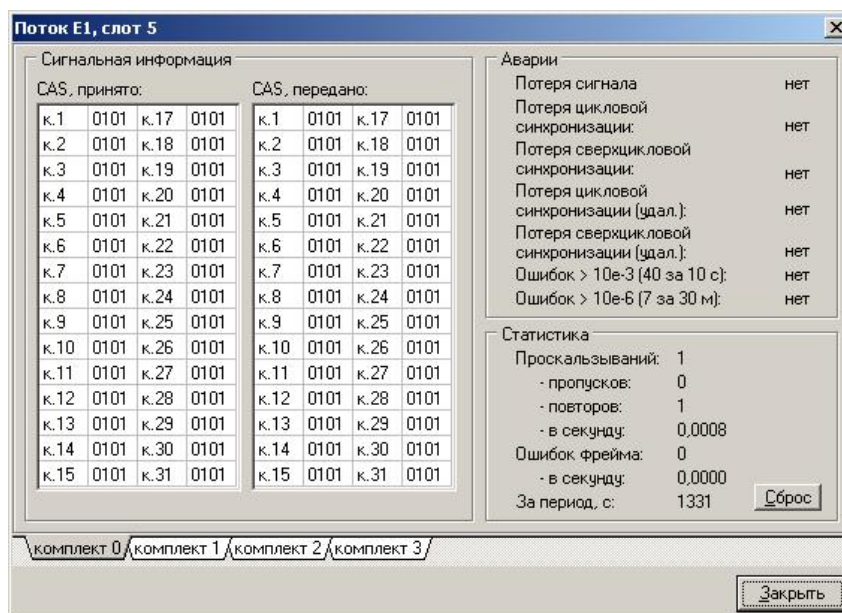 Поток E1, слот 5
Сигнальная информация
CAS, принято:
к.1 0101 к.17 0101
к.2 0101 к.18 0101
к.3 0101 к.19 0101
к.4 0101 к.20 0101
к.5 0101 к.21 0101
к.6 0101 к.22 0101
к.7 0101 к.23 0101
к.8 0101 к.24 0101
к.9 0101 к.25 0101
к.10 0101 к.26 0101
к.11 0101 к.27 0101
к.12 0101 к.28 0101
к.13 0101 к.29 0101
к.14 0101 к.30 0101
к.15 0101 к.31 0101
CAS, передано:
к.1 0101 к.17 0101
к.2 0101 к.18 0101
к.3 0101 к.19 0101
к.4 0101 к.20 0101
к.5 0101 к.21 0101
к.6 0101 к.22 0101
к.7 0101 к.23 0101
к.8 0101 к.24 0101
к.9 0101 к.25 0101
к.10 0101 к.26 0101
к.11 0101 к.27 0101
к.12 0101 к.28 0101
к.13 0101 к.29 0101
к.14 0101 к.30 0101
к.15 0101 к.31 0101
Аварии
Потеря сигнала нет
Потеря цикловой
синхронизации: нет
Потеря сверхцикловой
синхронизации: нет
Потеря цикловой
синхронизации (удал.): нет
Потеря сверхцикловой
синхронизации (удал.): нет
Ошибок > 10e-3 (40 за 10 с): нет
Ошибок > 10e-6 (7 за 30 м): нет
Статистика
Проскальзываний: 1
- пропусков: 0
- повторов: 1
- в секунду: 0,0008
Ошибок фрейма: 0
- в секунду: 0,0000
За период, с: 1331
Сброс
комплект 0 комплект 1 комплект 2 комплект 3
Закрыть